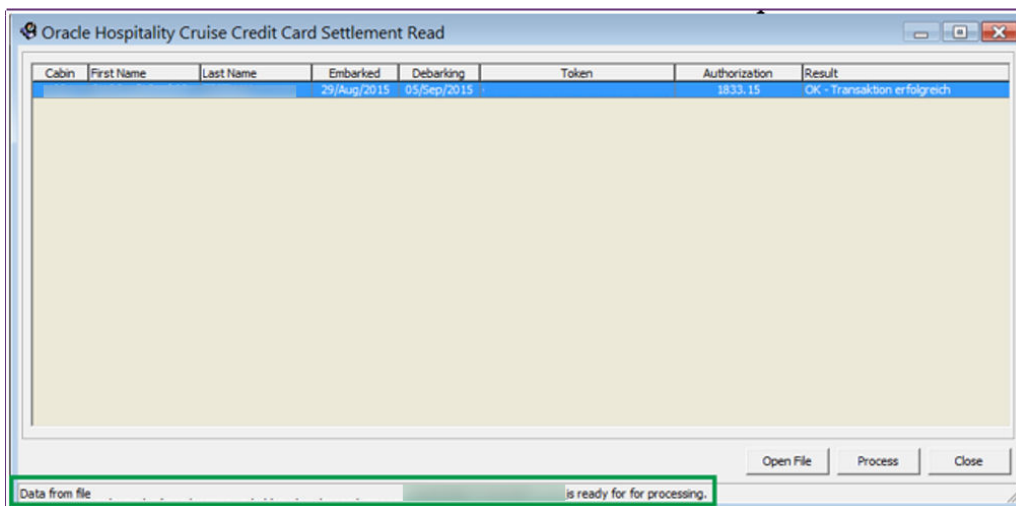 Oracle Hospitality Cruise Credit Card Settlement Read
Cabin First Name Last Name Embarked Debarking Token Authorization Result
29/Aug/2015 05/Sep/2015 1833.15 OK - Transaktion erfolgreich
Open File Process Close
Data from file is ready for for processing.